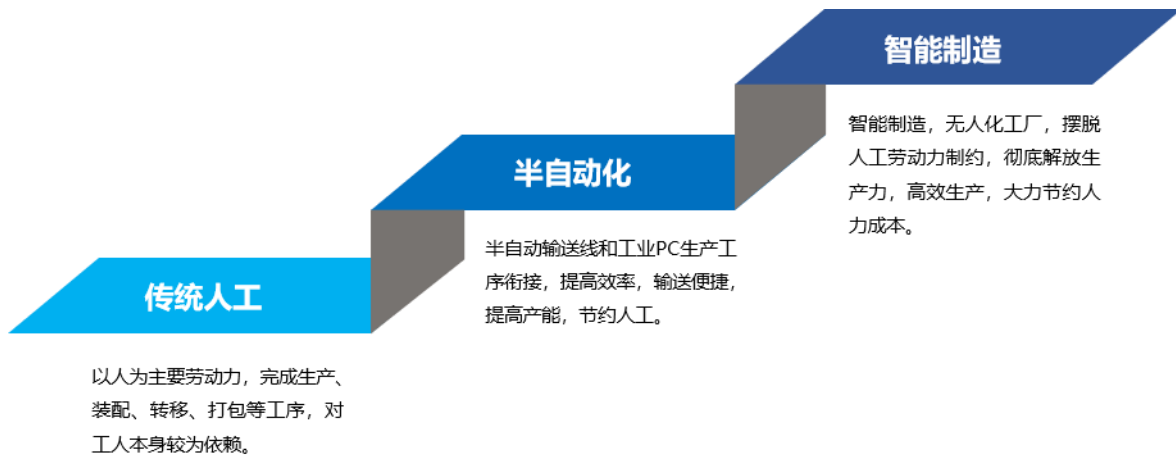 智能制造
智能制造，无人化工厂，摆脱
人工劳动力制约，彻底解放生
产力，高效生产，大力节约人
力成本。
半自动化
半自动输送线和工业PC生产工
序衔接，提高效率，输送便捷，
提高产能，节约人工。
传统人工
以人为主要劳动力，完成生产、
装配、转移、打包等工序，对
工人本身较为依赖。